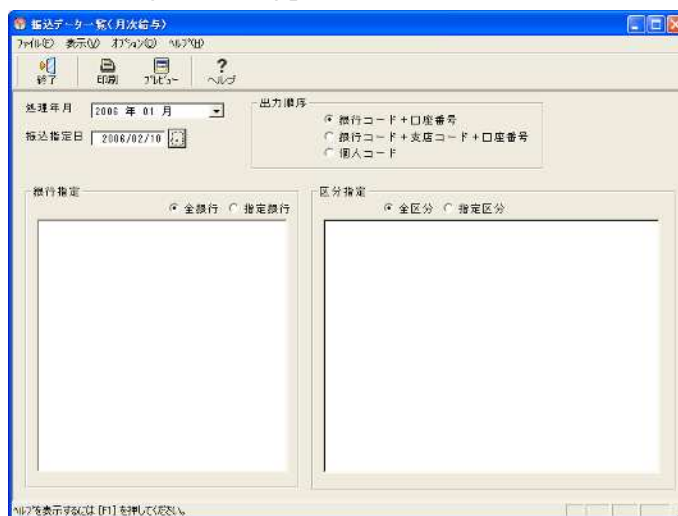 振込データ一覧(月次給与)
ファイル(F) 表示(V) オプション(O) ヘルプ(H)
終了 印刷 プレビュー ヘルプ
処理年月 2006 年 01 月
振込指定日 2006/02/10
出力順序
銀行コード+口座番号
銀行コード+支店コード+口座番号
個人コード
銀行指定
全銀行 指定銀行
区分指定
全区分 指定区分
ヘルプを表示するには [F1] を押してください。